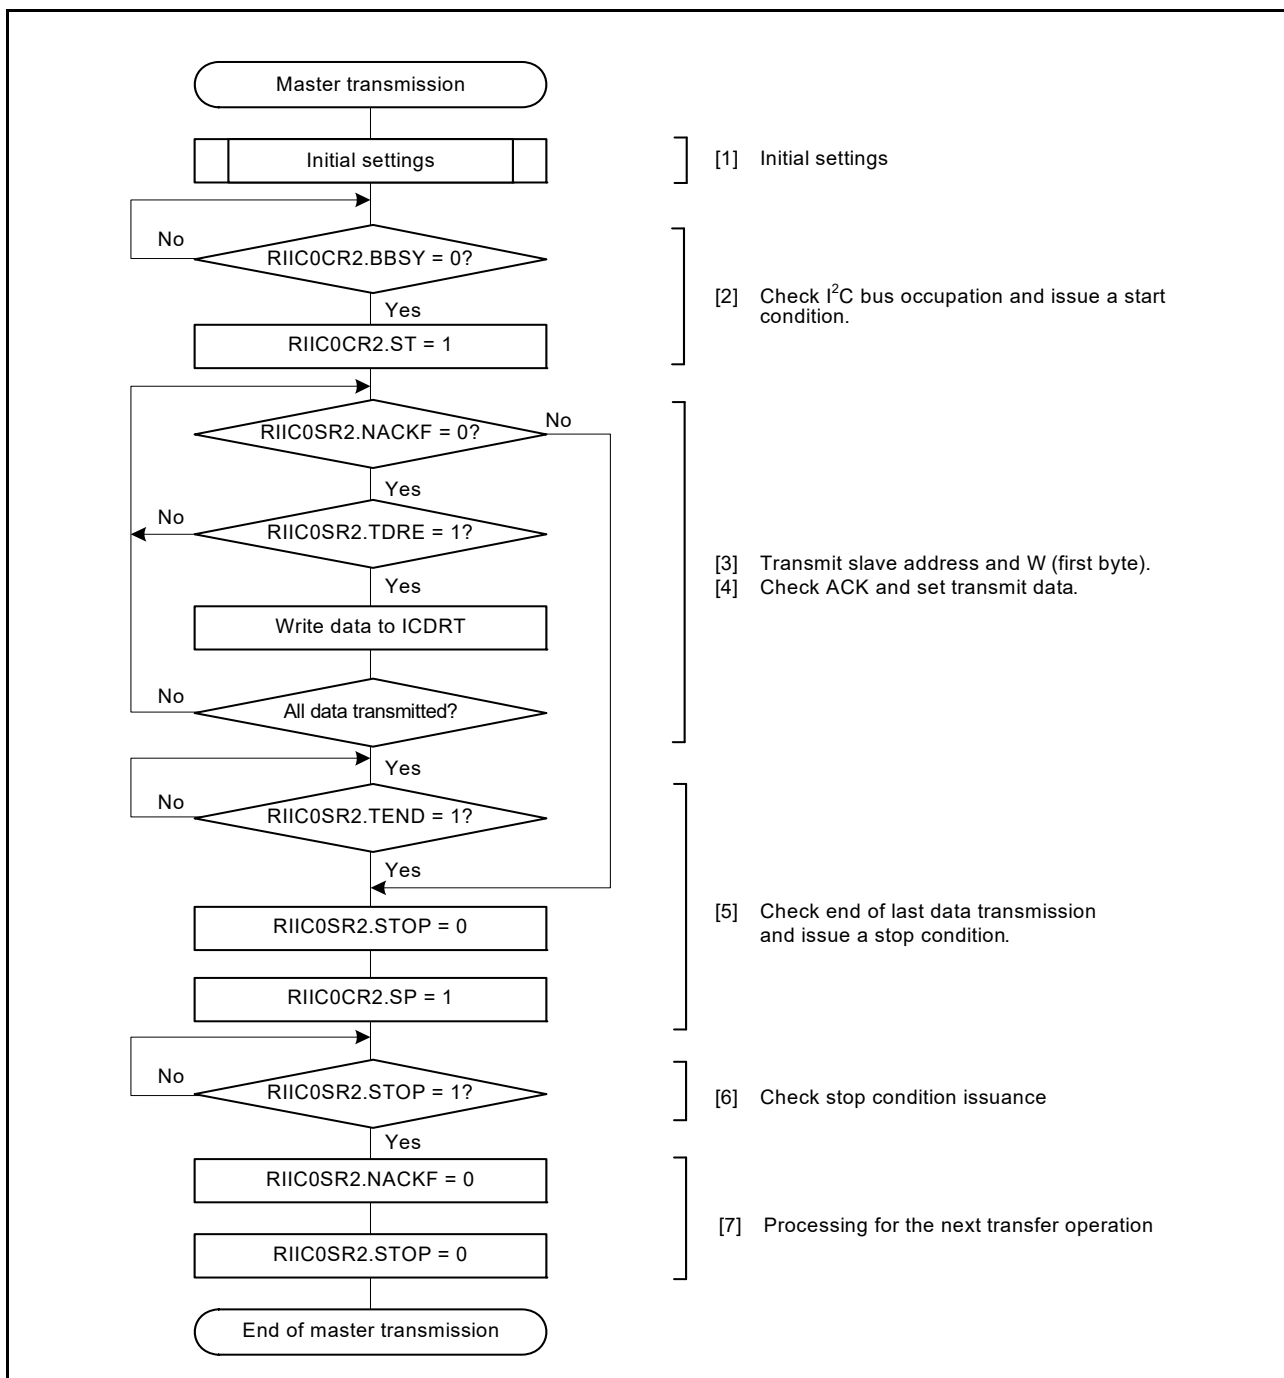 Master transmission
Initial settings
[1] Initial settings
No
RIIC0CR2.BBSY = 0?
Yes
[2] Check I²C bus occupation and issue a start
condition.
RIIC0CR2.ST = 1
RIIC0SR2.NACKF = 0?
No
Yes
No
RIIC0SR2.TDRE = 1?
Yes
[3] Transmit slave address and W (first byte).
[4] Check ACK and set transmit data.
Write data to ICDRT
No
All data transmitted?
Yes
No
RIIC0SR2.TEND = 1?
Yes
RIIC0SR2.STOP = 0
[5] Check end of last data transmission
and issue a stop condition.
RIIC0CR2.SP = 1
No
RIIC0SR2.STOP = 1?
[6] Check stop condition issuance
Yes
RIIC0SR2.NACKF = 0
[7] Processing for the next transfer operation
RIIC0SR2.STOP = 0
End of master transmission